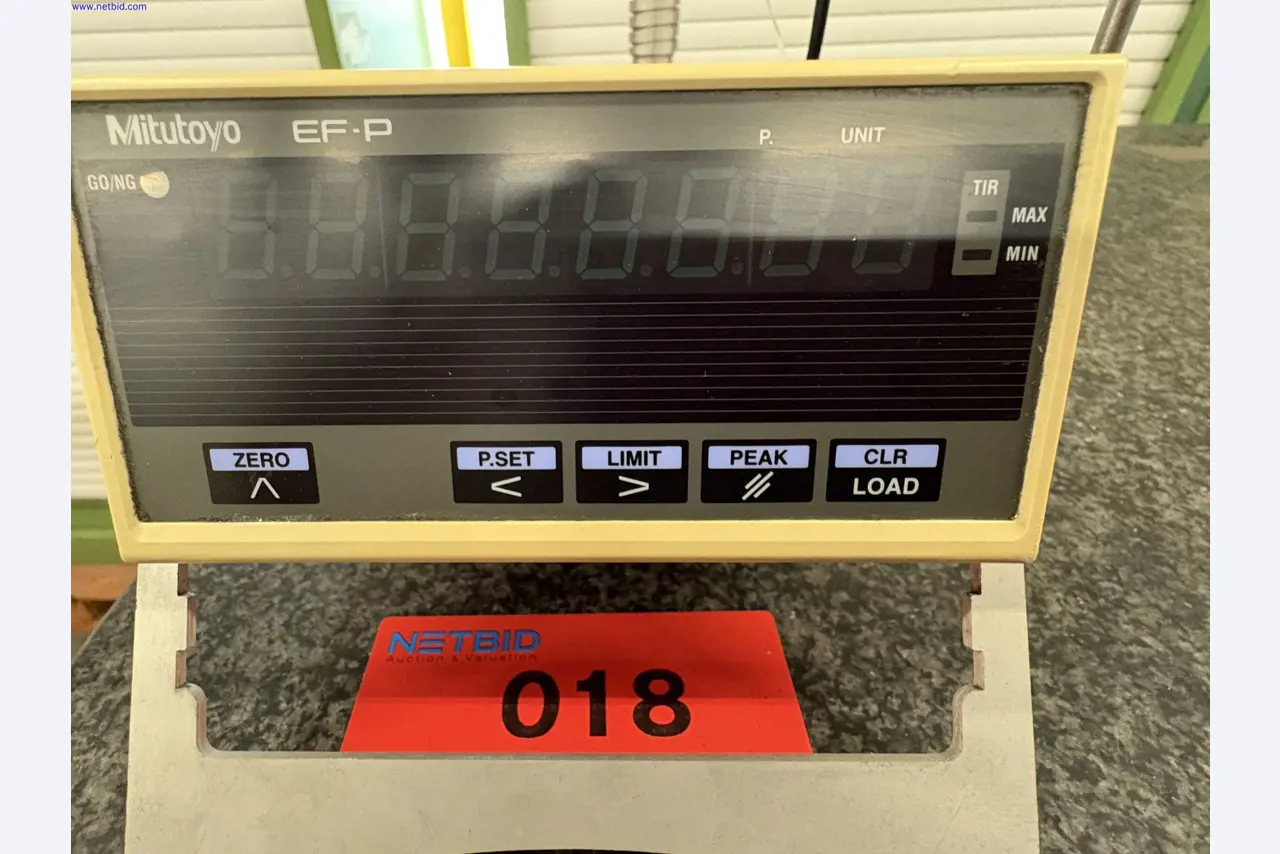 www.netbid.com
Mitutoyo EF-P
P. UNIT
GO/NG
TIR
MAX
MIN
ZERO P.SET LIMIT PEAK CLR
< > LOAD
NETBID
Auction & Valuation
018